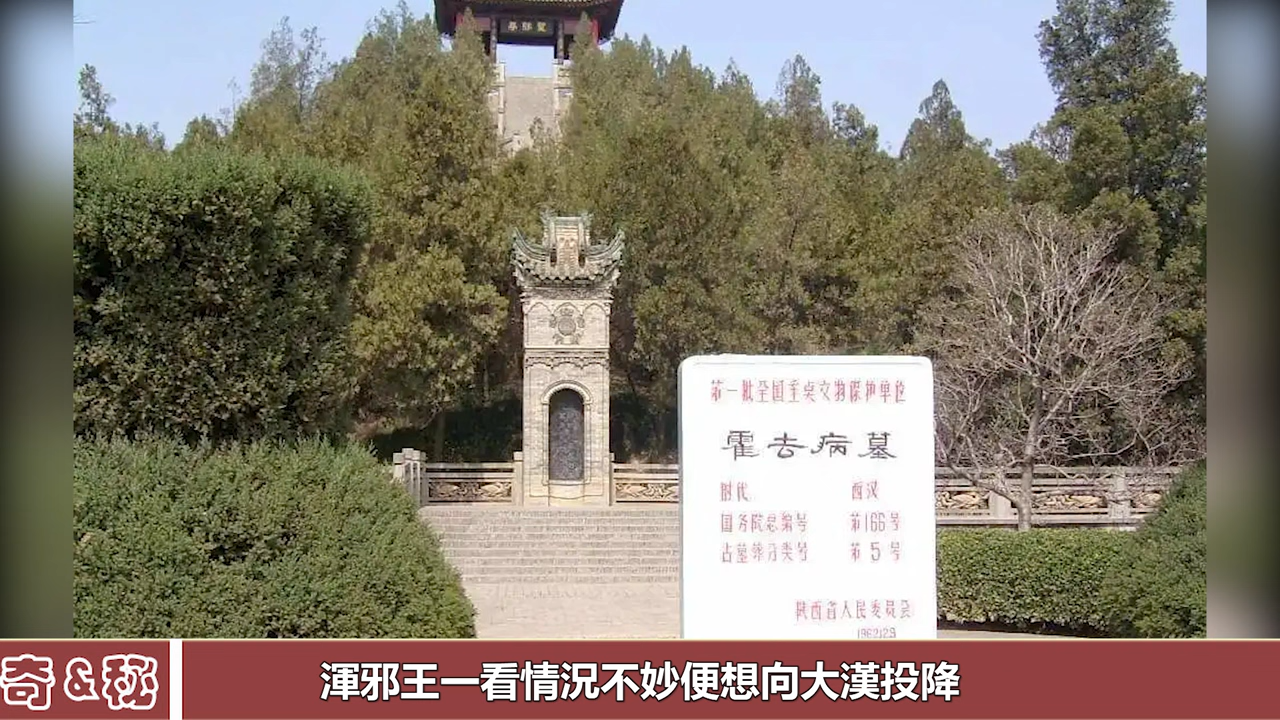 第一批全国重点文物保护单位
霍去病墓
时代 西汉
国务院总编号 第166号
古墓葬分类号 第5号
陕西省人民委员会
奇&秘
渾邪王一看情況不妙便想向大漢投降